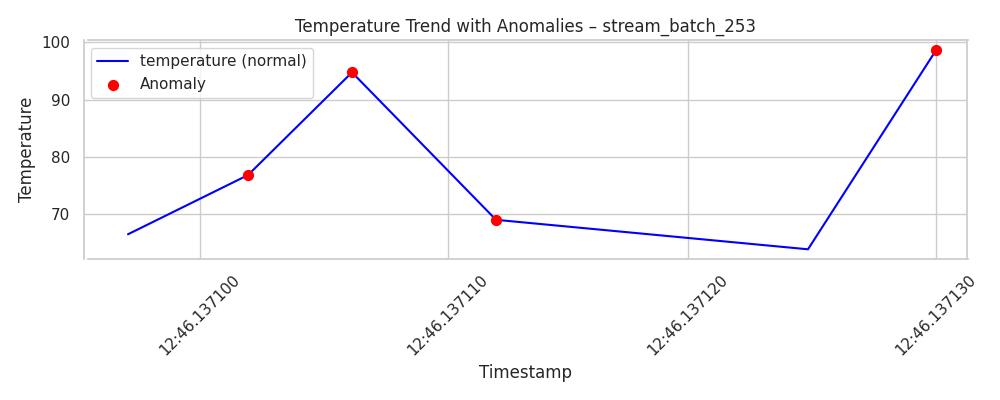 Temperature Trend with Anomalies – stream_batch_253
temperature (normal)
Anomaly
Temperature
100
90
80
70
12:46.137100
12:46.137110
12:46.137120
12:46.137130
Timestamp